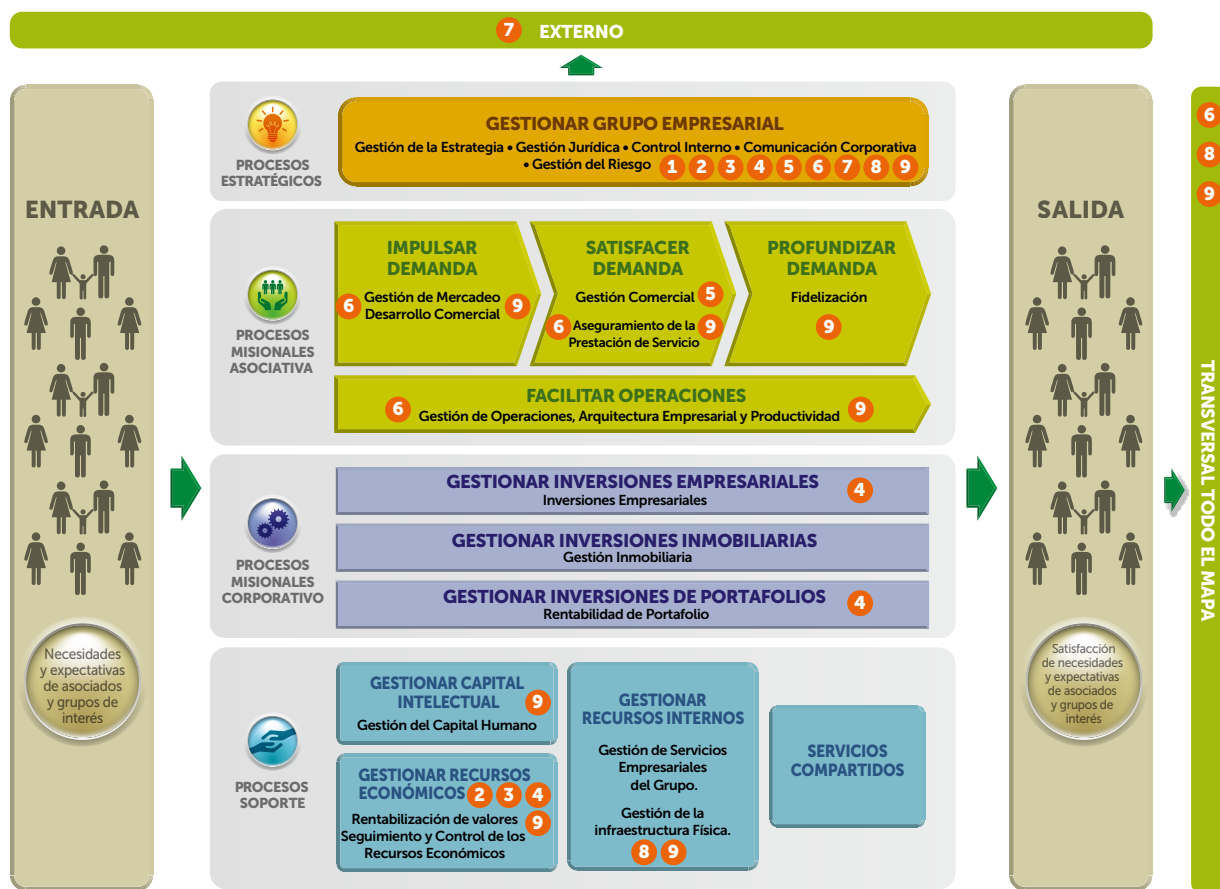 7 EXTERNO
ENTRADA
Necesidades
y expectativas
de asociados
y grupos de
interés
PROCESOS
ESTRATÉGICOS
GESTIONAR GRUPO EMPRESARIAL
Gestión de la Estrategia • Gestión Jurídica • Control Interno • Comunicación Corporativa
• Gestión del Riesgo 1 2 3 4 5 6 7 8 9
PROCESOS
MISIONALES
ASOCIATIVA
IMPULSAR
DEMANDA
6 Gestión de Mercadeo 9
Desarrollo Comercial
SATISFACER
DEMANDA
Gestión Comercial 5
6 Aseguramiento de la 9
Prestación de Servicio
PROFUNDIZAR
DEMANDA
Fidelización
9
FACILITAR OPERACIONES
6 Gestión de Operaciones, Arquitectura Empresarial y Productividad 9
PROCESOS
MISIONALES
CORPORATIVO
GESTIONAR INVERSIONES EMPRESARIALES 4
Inversiones Empresariales
GESTIONAR INVERSIONES INMOBILIARIAS
Gestión Inmobiliaria
GESTIONAR INVERSIONES DE PORTAFOLIOS 4
Rentabilidad de Portafolio
PROCESOS
SOPORTE
GESTIONAR CAPITAL
INTELECTUAL 9
Gestión del Capital Humano
GESTIONAR RECURSOS
ECONÓMICOS 2 3 4
Rentabilización de valores 9
Seguimiento y Control de los
Recursos Económicos
GESTIONAR
RECURSOS INTERNOS
Gestión de Servicios
Empresariales
del Grupo.
Gestión de la
infraestructura Física.
8 9
SERVICIOS
COMPARTIDOS
SALIDA
Satisfacción
de necesidades
y expectativas
de asociados
y grupos de
interés
6
8
9
TRANSVERSAL TODO EL MAPA